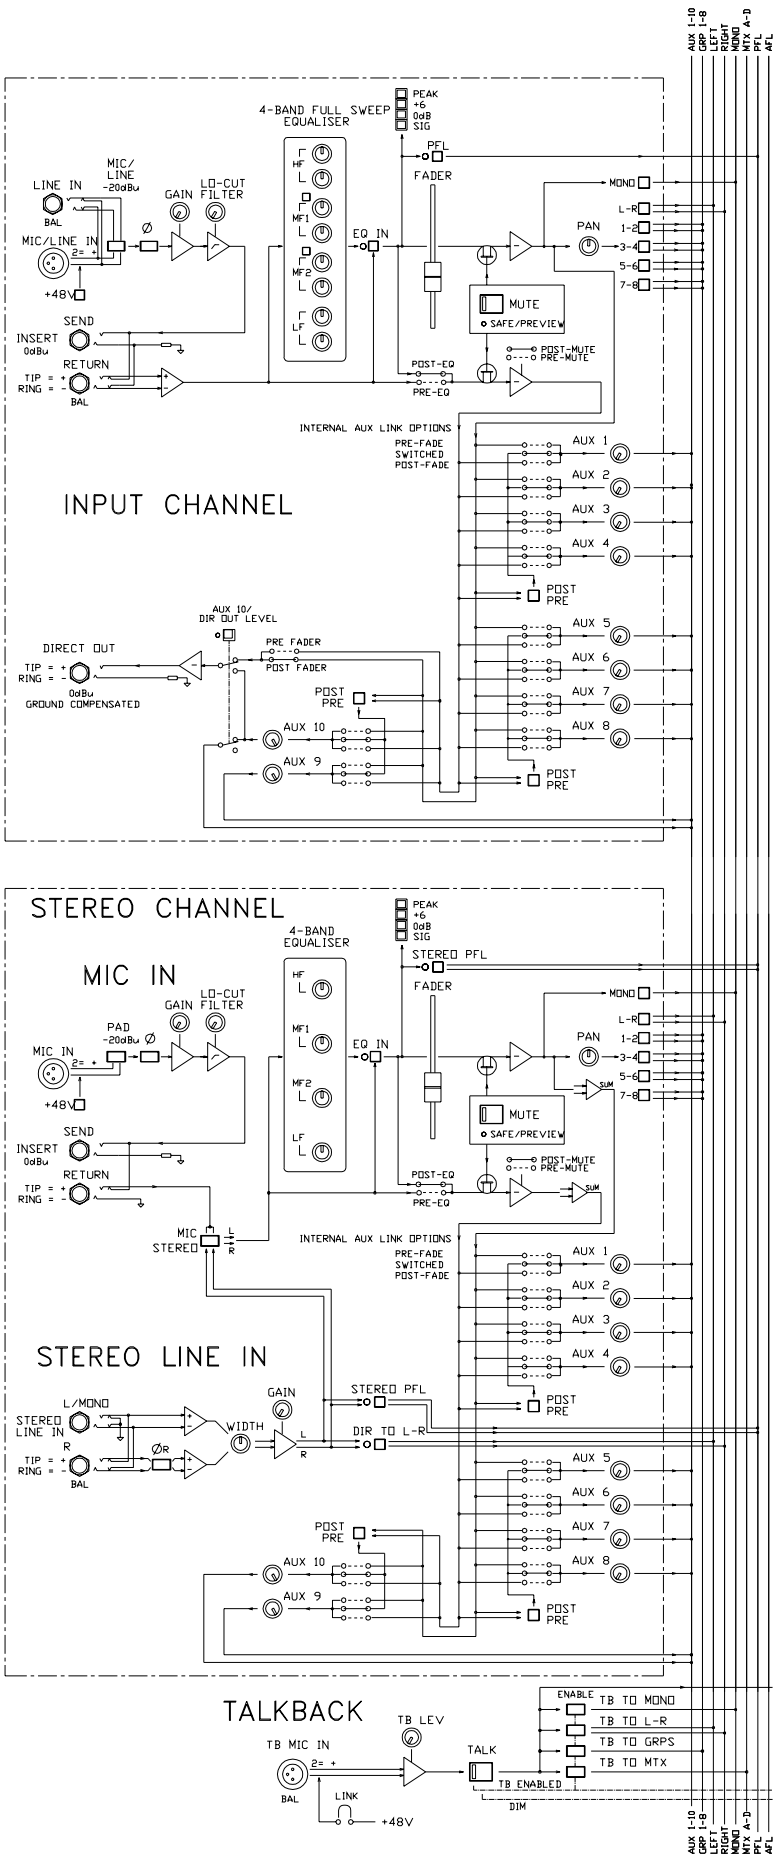 AUX 1-10
GRP 1-8
LEFT
RIGHT
MONO
MTX A-D
PFL
AFL
PEAK
+6
0dB
SIG
4-BAND FULL SWEEP
EQUALISER
PFL
FADER
HF
MF1
MF2
LF
MIC/
LINE
-20dBu
Ø
GAIN
LO-CUT
FILTER
LINE IN
BAL
MIC/LINE IN
2= +
+48V
EQ IN
MONO
L-R
1-2
3-4
5-6
7-8
PAN
MUTE
SAFE/PREVIEW
SEND
INSERT
0dBu
RETURN
TIP = +
RING = -
BAL
+
-
-
-
POST-MUTE
PRE-MUTE
POST-EQ
PRE-EQ
INTERNAL AUX LINK OPTIONS
PRE-FADE
SWITCHED
POST-FADE
AUX 1
AUX 2
AUX 3
AUX 4
POST
PRE
INPUT CHANNEL
AUX 10/
DIR OUT LEVEL
PRE FADER
POST FADER
DIRECT OUT
TIP = +
RING = -
0dBu
GROUND COMPENSATED
-
POST
PRE
AUX 10
AUX 9
AUX 5
AUX 6
AUX 7
AUX 8
POST
PRE
STEREO CHANNEL
PEAK
+6
0dB
SIG
4-BAND
EQUALISER
STEREO PFL
FADER
HF
MF1
MF2
LF
MIC IN
PAD
-20dBu
Ø
GAIN
LO-CUT
FILTER
MIC IN
2= +
+48V
EQ IN
MONO
L-R
1-2
3-4
5-6
7-8
PAN
SUM
MUTE
SAFE/PREVIEW
SEND
INSERT
0dBu
RETURN
TIP = +
RING = -
-
-
POST-MUTE
PRE-MUTE
SUM
POST-EQ
PRE-EQ
MIC
STEREO
L
R
INTERNAL AUX LINK OPTIONS
PRE-FADE
SWITCHED
POST-FADE
AUX 1
AUX 2
AUX 3
AUX 4
POST
PRE
STEREO LINE IN
L/MONO
STEREO
LINE IN
R
TIP = +
RING = -
BAL
ØR
+
-
+
-
WIDTH
GAIN
L
R
STEREO PFL
DIR TO L-R
POST
PRE
AUX 10
AUX 9
AUX 5
AUX 6
AUX 7
AUX 8
POST
PRE
TALKBACK
TB MIC IN
2= +
BAL
TB LEV
LINK
+48V
TALK
ENABLE
TB TO MONO
TB TO L-R
TB TO GRPS
TB TO MTX
TB ENABLED
DIM
AUX 1-10
GRP 1-8
LEFT
RIGHT
MONO
MTX A-D
PFL
AFL